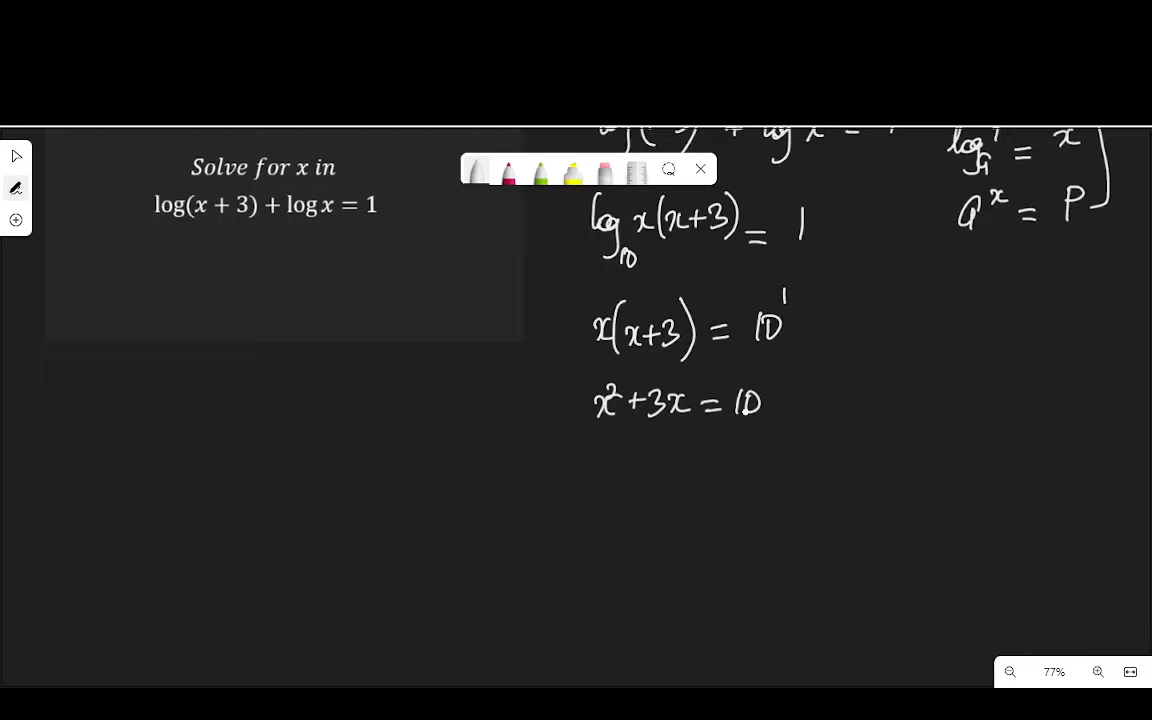 Solve for x in
log(x + 3) + log x = 1
log₁₀ x(x+3) = 1
x(x+3) = 10¹
x² + 3x = 10
= x
aˣ = P
77%